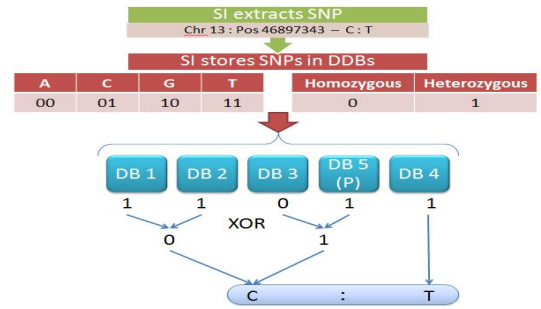 SI extracts SNP
Chr 13 : Pos 46897343 – C : T
SI stores SNPs in DDBs
A C G T Homozygous Heterozygous
00 01 10 11 0 1
DB 1 DB 2 DB 3 DB 5 (P) DB 4
1 1 0 1 1
XOR
0 1
C : T